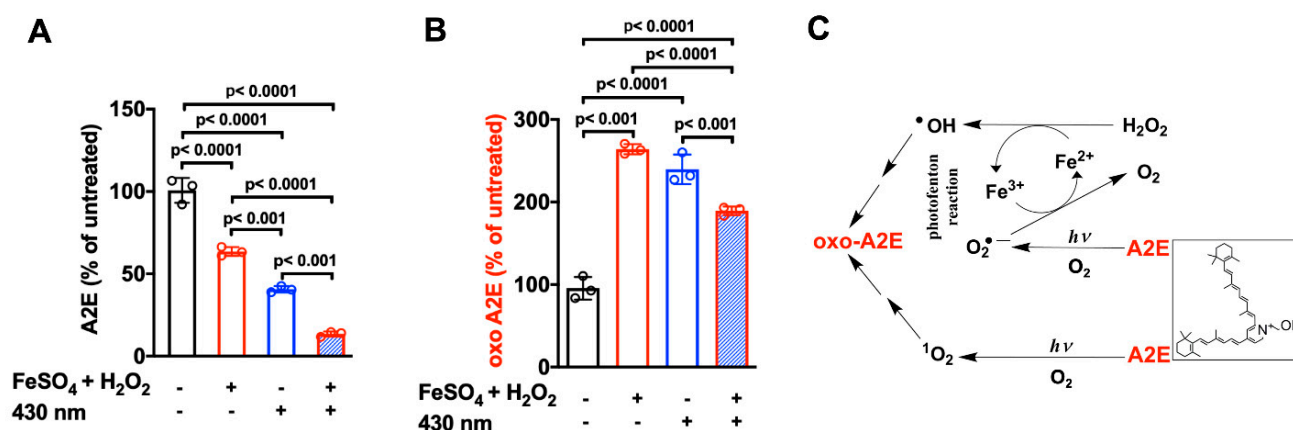 A
p< 0.0001
p< 0.0001
p< 0.0001
p< 0.0001
p< 0.001
p< 0.001
A2E (% of untreated)
150
100
50
0
FeSO₄ + H₂O₂ - + - +
430 nm - - + +
B
p< 0.0001
p< 0.0001
p< 0.0001
p< 0.001
p< 0.001
oxo A2E (% of untreated)
300
200
100
0
FeSO₄ + H₂O₂ - + - +
430 nm - - + +
C
•OH
H₂O₂
Fe²⁺
Fe³⁺
O₂
photofenton
reaction
oxo-A2E
O₂•−
hν
O₂
A2E
N⁺
¹O₂
hν
O₂
A2E